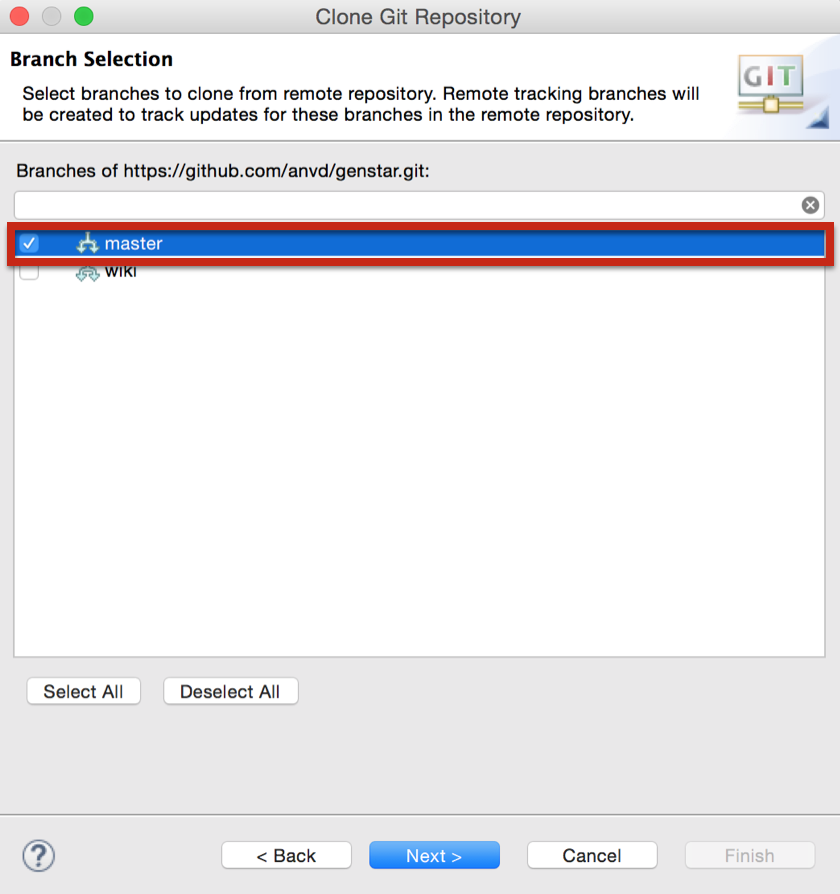 Clone Git Repository
Branch Selection
Select branches to clone from remote repository. Remote tracking branches will
be created to track updates for these branches in the remote repository.
GIT
Branches of https://github.com/anvd/genstar.git:
master
wiki
Select All
Deselect All
?
< Back
Next >
Cancel
Finish